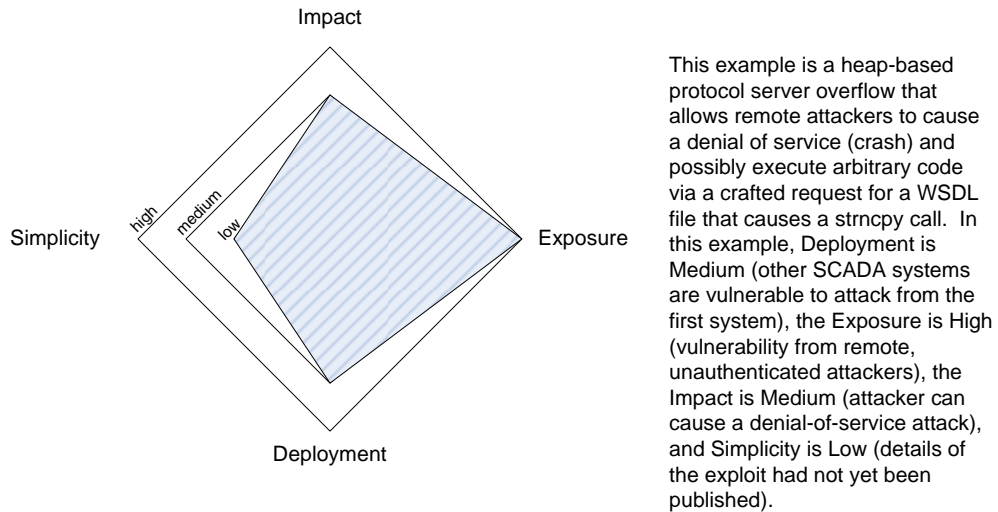 Impact
Simplicity
high
medium
low
Exposure
Deployment
This example is a heap-based
protocol server overflow that
allows remote attackers to cause
a denial of service (crash) and
possibly execute arbitrary code
via a crafted request for a WSDL
file that causes a strncpy call.  In
this example, Deployment is
Medium (other SCADA systems
are vulnerable to attack from the
first system), the Exposure is High
(vulnerability from remote,
unauthenticated attackers), the
Impact is Medium (attacker can
cause a denial-of-service attack),
and Simplicity is Low (details of
the exploit had not yet been
published).